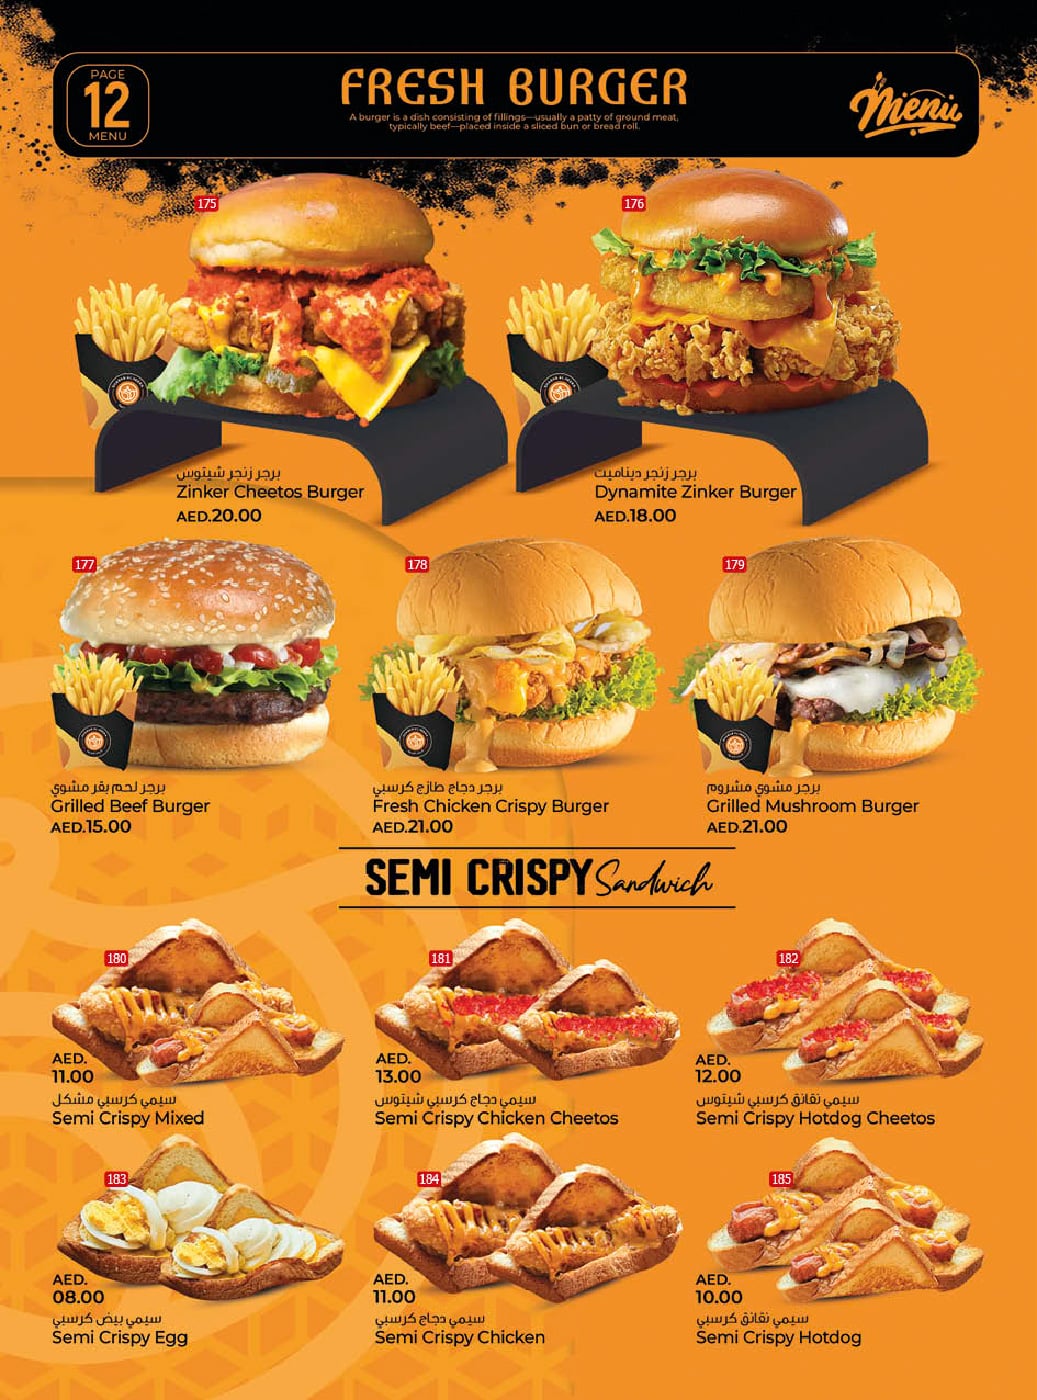 PAGE
12
MENU
FRESH BURGER
A burger is a dish consisting of fillings—usually a patty of ground meat,
typically beef—placed inside a sliced bun or bread roll.
Menu
175
برجر زنجر شيتوس
Zinker Cheetos Burger
AED.20.00
176
برجر زنجر ديناميت
Dynamite Zinker Burger
AED.18.00
177
برجر لحم بقر مشوي
Grilled Beef Burger
AED.15.00
178
برجر دجاج طازج كرسبي
Fresh Chicken Crispy Burger
AED.21.00
179
برجر مشوي مشروم
Grilled Mushroom Burger
AED.21.00
SEMI CRISPY Sandwich
180
AED.
11.00
سيمي كرسبي مشكل
Semi Crispy Mixed
181
AED.
13.00
سيمي دجاج كرسبي شيتوس
Semi Crispy Chicken Cheetos
182
AED.
12.00
سيمي نقانق كرسبي شيتوس
Semi Crispy Hotdog Cheetos
183
AED.
08.00
سيمي بيض كرسبي
Semi Crispy Egg
184
AED.
11.00
سيمي دجاج كرسبي
Semi Crispy Chicken
185
AED.
10.00
سيمي نقانق كرسبي
Semi Crispy Hotdog